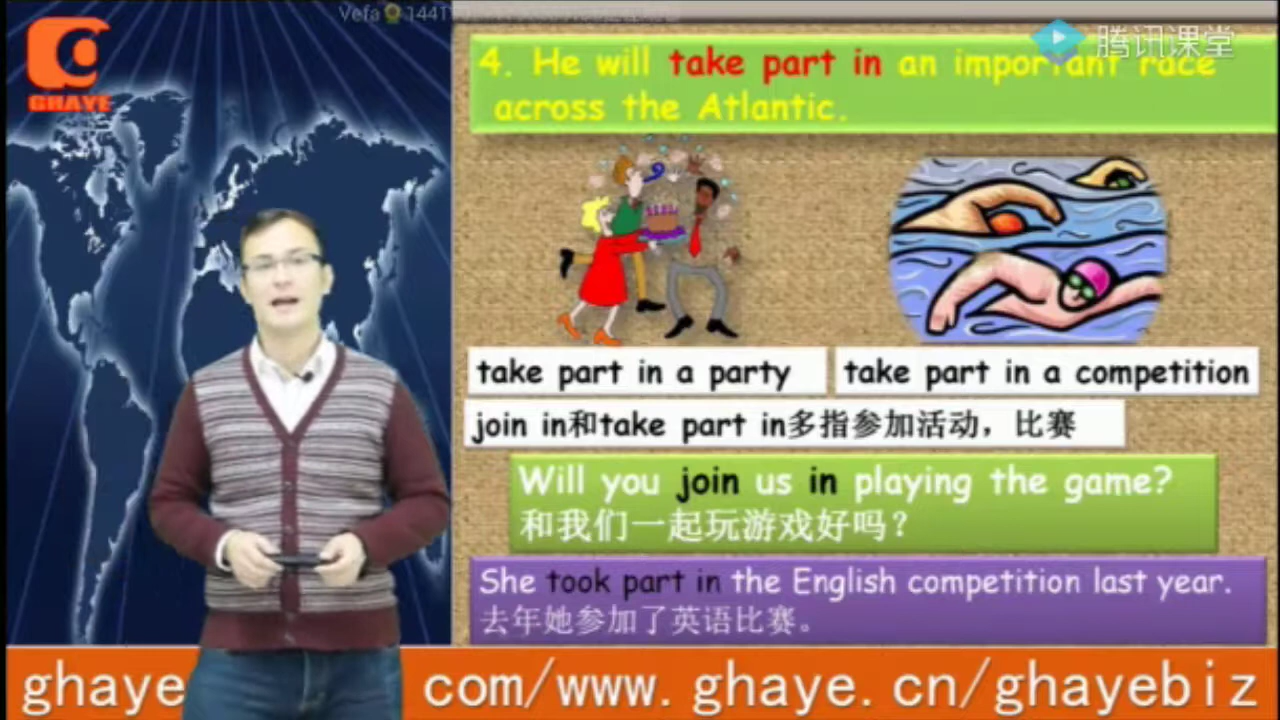 Vefa
GHAYE
腾讯课堂
4. He will take part in an important race
across the Atlantic.
take part in a party
take part in a competition
join in和take part in多指参加活动，比赛
Will you join us in playing the game?
和我们一起玩游戏好吗？
She took part in the English competition last year.
去年她参加了英语比赛。
ghaye com/www.ghaye.cn/ghayebiz